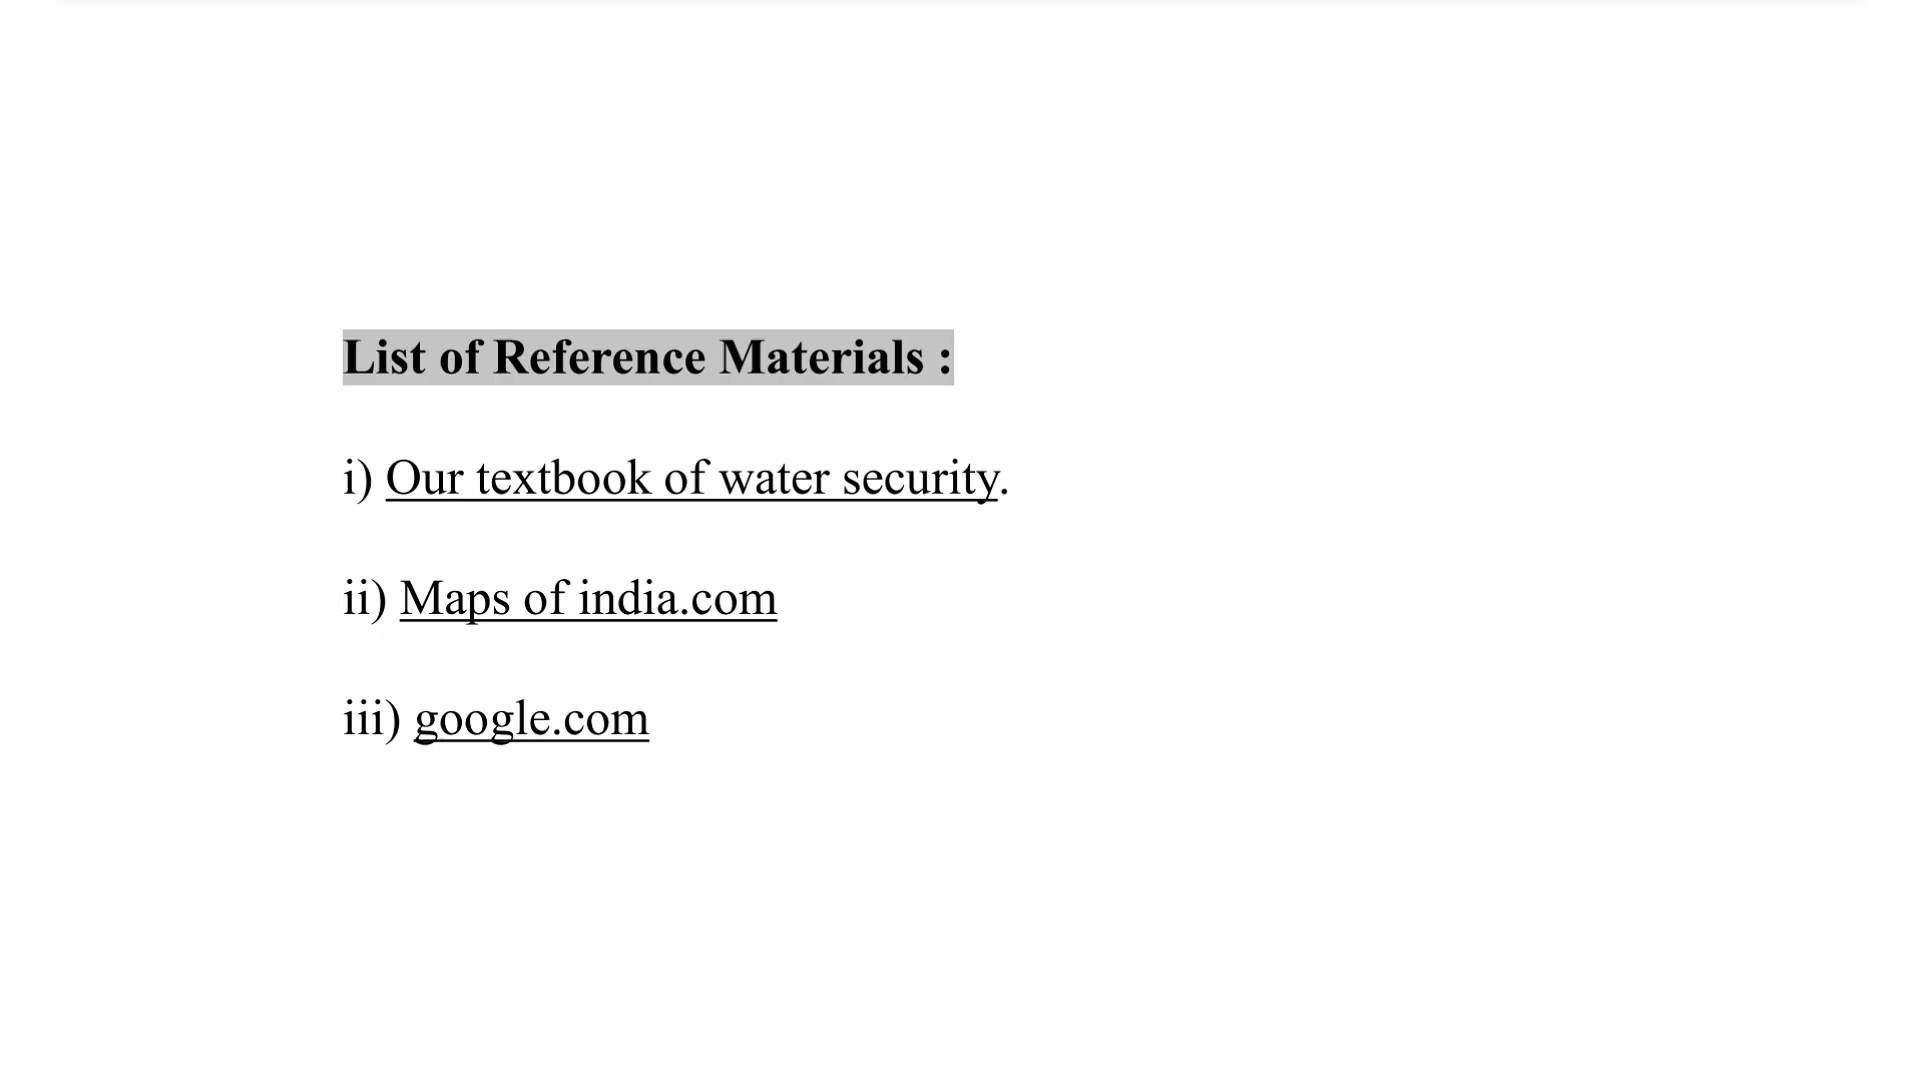 List of Reference Materials :
i) Our textbook of water security.
ii) Maps of india.com
iii) google.com